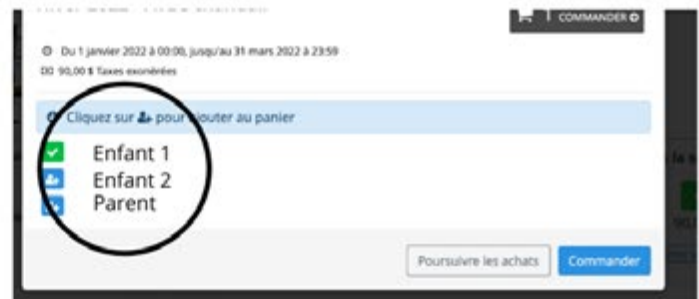 COMMANDER
Du 1 janvier 2022 à 00:00, jusqu'au 31 mars 2022 à 23:59
90,00 $ Taxes exonérées
Cliquez sur pour ajouter au panier
Enfant 1
Enfant 2
Parent
Poursuivre les achats
Commander